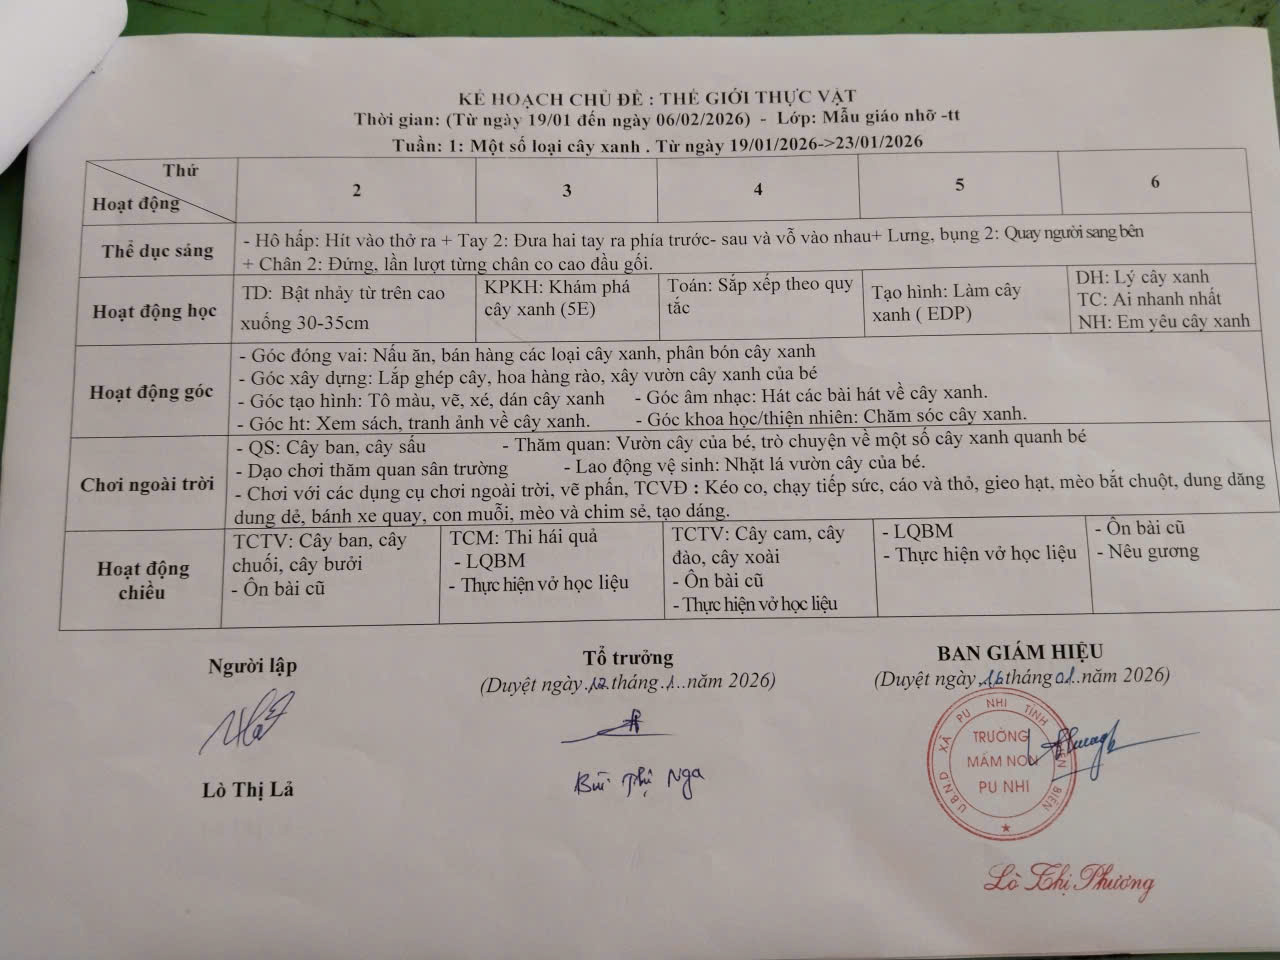 KẾ HOẠCH CHỦ ĐỀ : THẾ GIỚI THỰC VẬT
Thời gian: (Từ ngày 19/01 đến ngày 06/02/2026) - Lớp: Mẫu giáo nhỡ -tt
Tuần: 1: Một số loại cây xanh . Từ ngày 19/01/2026->23/01/2026
Thứ
Hoạt động
2
3
4
5
6
Thể dục sáng
- Hô hấp: Hít vào thở ra + Tay 2: Đưa hai tay ra phía trước- sau và vỗ vào nhau+ Lưng, bụng 2: Quay người sang bên
+ Chân 2: Đứng, lần lượt từng chân co cao đầu gối.
Hoạt động học
TD: Bật nhảy từ trên cao
xuống 30-35cm
KPKH: Khám phá
cây xanh (5E)
Toán: Sắp xếp theo quy
tắc
Tạo hình: Làm cây
xanh ( EDP)
DH: Lý cây xanh
TC: Ai nhanh nhất
NH: Em yêu cây xanh
Hoạt động góc
- Góc đóng vai: Nấu ăn, bán hàng các loại cây xanh, phân bón cây xanh
- Góc xây dựng: Lắp ghép cây, hoa hàng rào, xây vườn cây xanh của bé
- Góc tạo hình: Tô màu, vẽ, xé, dán cây xanh - Góc âm nhạc: Hát các bài hát về cây xanh.
- Góc ht: Xem sách, tranh ảnh về cây xanh. - Góc khoa học/thiện nhiên: Chăm sóc cây xanh.
Chơi ngoài trời
- QS: Cây ban, cây sấu - Thăm quan: Vườn cây của bé, trò chuyện về một số cây xanh quanh bé
- Dạo chơi thăm quan sân trường - Lao động vệ sinh: Nhặt lá vườn cây của bé.
- Chơi với các dụng cụ chơi ngoài trời, vẽ phấn, TCVĐ : Kéo co, chạy tiếp sức, cáo và thỏ, gieo hạt, mèo bắt chuột, dung dăng
dung dẻ, bánh xe quay, con muỗi, mèo và chim sẻ, tạo dáng.
Hoạt động
chiều
TCTV: Cây ban, cây
chuối, cây bưởi
- Ôn bài cũ
TCM: Thi hái quả
- LQBM
- Thực hiện vở học liệu
TCTV: Cây cam, cây
đào, cây xoài
- Ôn bài cũ
- Thực hiện vở học liệu
- LQBM
- Thực hiện vở học liệu
- Ôn bài cũ
- Nêu gương
Người lập
Tổ trưởng
BAN GIÁM HIỆU
(Duyệt ngày 12 tháng 1 năm 2026)
(Duyệt ngày 16 tháng 01 năm 2026)
U.B.N.D XÃ PU NHI TỈNH ĐIỆN BIÊN
TRƯỜNG
MẦM NON
PU NHI
Lò Thị Lả
Bùi Thị Nga
Lò Thị Phương